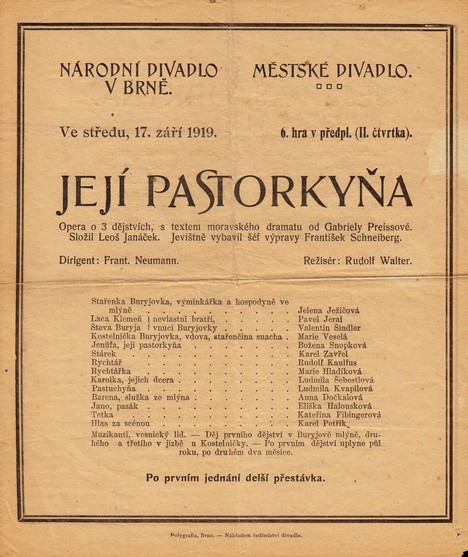 NÁRODNÍ DIVADLO
V BRNĚ.
MĚSTSKÉ DIVADLO.
Ve středu, 17. září 1919.
6. hra v předpl. (II. čtvrtka).
JEJÍ PASTORKYŇA
Opera o 3 dějstvích, s textem moravského dramatu od Gabriely Preissové.
Složil Leoš Janáček. Jevištně vybavil šéf výpravy František Schneiberg.
Dirigent: Frant. Neumann.
Režisér: Rudolf Walter.
Stařenka Buryjovka, výminkářka a hospodyně ve
mlýně . . . . . . . . . . Jelena Ježičová
Laca Klemeň } nevlastní bratři, . . . . . Pavel Jeral
Števa Buryja } vnuci Buryjovky . . . . . Valentin Šindler
Kostelnička Buryjovka, vdova, stařenčina snacha . Marie Veselá
Jenůfa, její pastorkyňa . . . . . . . Božena Snopková
Stárek . . . . . . . . . . Karel Zavřel
Rychtář . . . . . . . . . . Rudolf Kaulfus
Rychtářka . . . . . . . . . Marie Hladíková
Karolka, jejich dcera . . . . . . . Ludmila Šebestlová
Pastuchyňa . . . . . . . . . Ludmila Kvapilová
Barena, služka ze mlýna . . . . . . Anna Dočkalová
Jano, pasák . . . . . . . . . Eliška Halousková
Tetka . . . . . . . . . . Kateřina Fibingerová
Hlas za scénou . . . . . . . . Karel Petřík
Muzikanti, vesnický lid. — Děj prvního dějství v Buryjově mlýně, dru-
hého a třetího v jizbě u Kostelničky. — Po prvním dějství uplyne půl
roku, po druhém dva měsíce.
Po prvním jednání delší přestávka.
Polygrafia, Brno. — Nákladem ředitelství divadla.